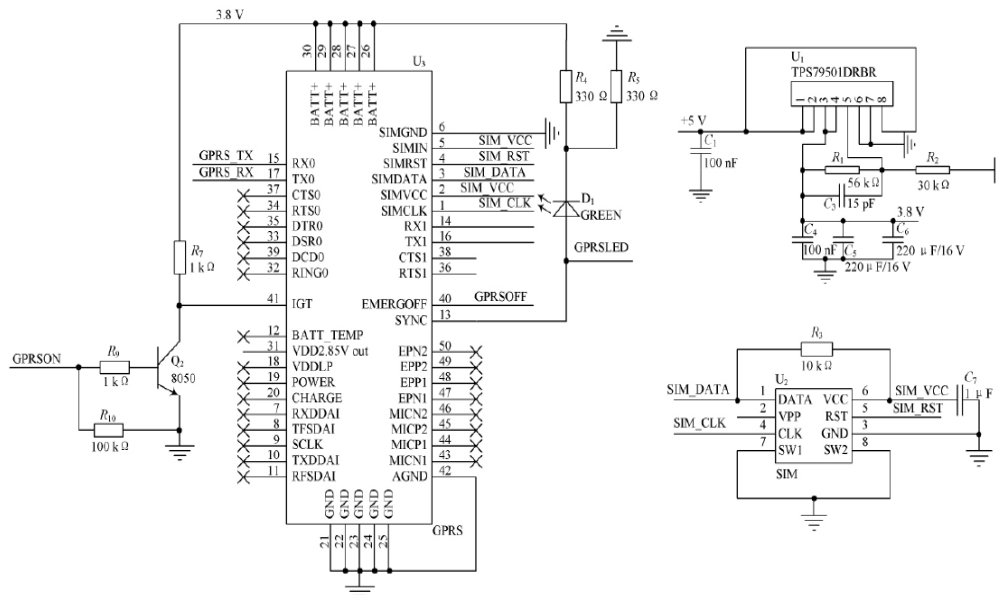 3.8 V
30
29
28
27
26
U3
BATT+
BATT+
BATT+
BATT+
BATT+
R4
330 Ω
R5
330 Ω
SIMGND 6
SIMIN 5 SIM_VCC
GPRS_TX 15 RX0
SIMRST 4 SIM_RST
GPRS_RX 17 TX0
SIMDATA 3 SIM_DATA
37 CTS0
SIMVCC 2 SIM_VCC
34 RTS0
SIMCLK 1 SIM_CLK
D1
GREEN
35 DTR0
RX1 14
33 DSR0
TX1 16
39 DCD0
CTS1 38
32 RING0
RTS1 36
GPRSLED
R7
1 kΩ
41 IGT
EMERGOFF 40 GPRSOFF
SYNC 13
12 BATT_TEMP
31 VDD2.85V out
EPN2 50
18 VDDLP
EPP2 49
19 POWER
EPP1 48
20 CHARGE
EPN1 47
7 RXDDAI
MICN2 46
8 TFSDAI
MICP2 45
9 SCLK
MICP1 44
10 TXDDAI
MICN1 43
11 RFSDAI
AGND 42
GPRSON
R9
1 kΩ
Q2
8050
R10
100 kΩ
GND
GND
GND
GND
GND
GPRS
21
22
23
24
25
U1
TPS79501DRBR
1 2 3 4 5 6 7 8
+5 V
C1
100 nF
R1
56 kΩ
R2
30 kΩ
C3
15 pF
3.8 V
C4
100 nF
C5
220 μF/16 V
C6
220 μF/16 V
R3
10 kΩ
U2
SIM_DATA 1 DATA
VCC 6 SIM_VCC
C7
1 μF
2 VPP
RST 5 SIM_RST
SIM_CLK 4 CLK
GND 3
7 SW1
SW2 8
SIM